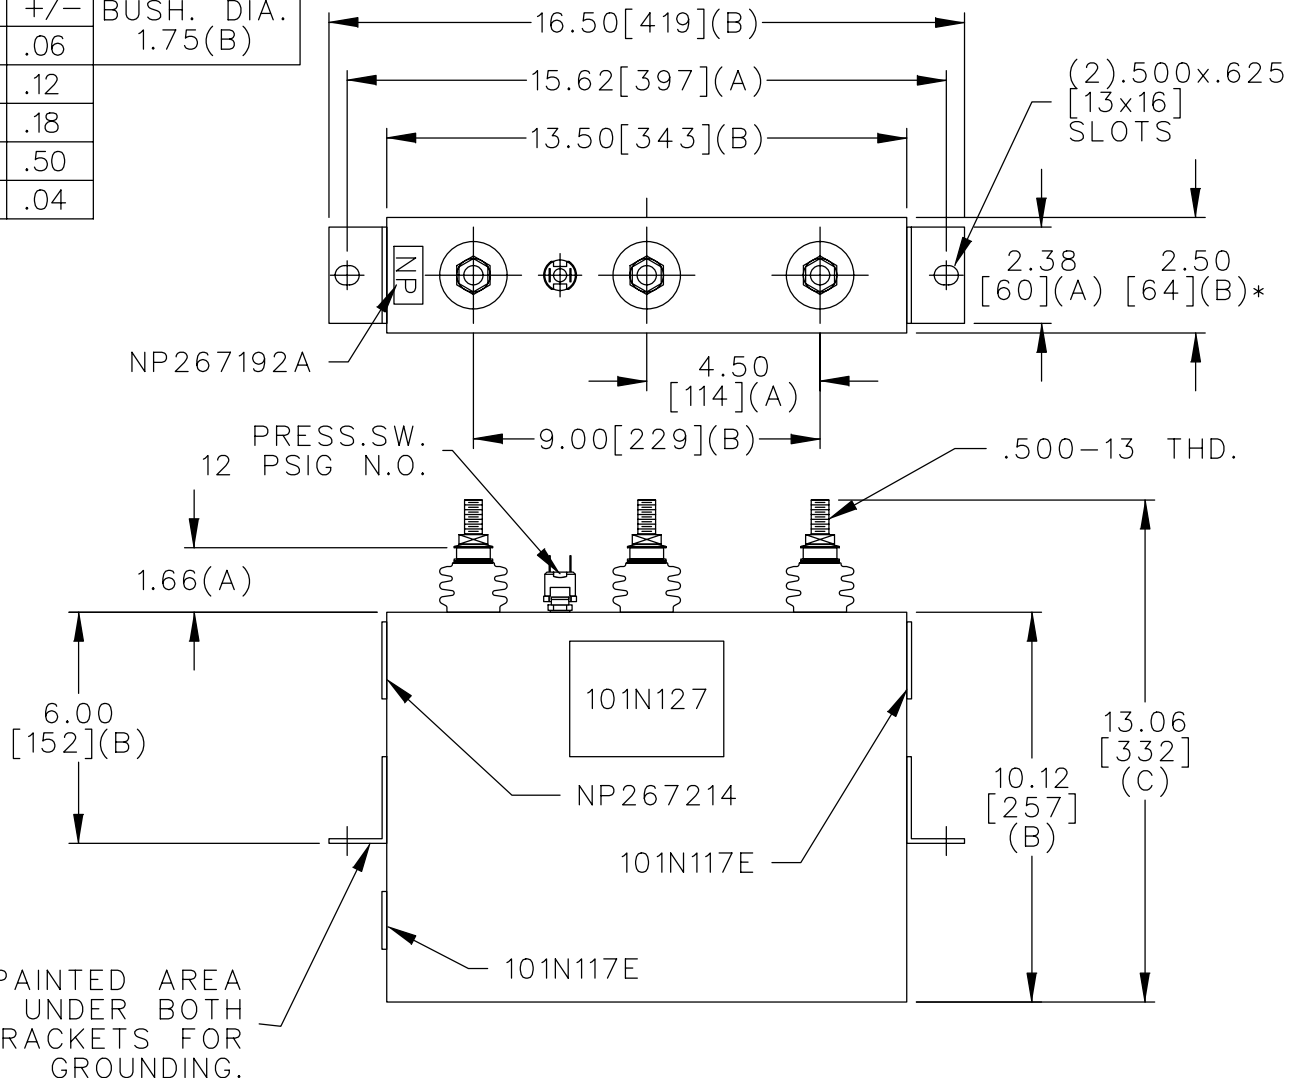 +/-
BUSH. DIA.
1.75(B)
.06
.12
.18
.50
.04
16.50[419](B)
15.62[397](A)
13.50[343](B)
(2).500x.625
[13x16]
SLOTS
NP
2.38
[60](A)
2.50
[64](B)*
NP267192A
4.50
[114](A)
9.00[229](B)
PRESS.SW.
12 PSIG N.O.
.500-13 THD.
1.66(A)
6.00
[152](B)
101N127
NP267214
101N117E
10.12
[257]
(B)
13.06
[332]
(C)
101N117E
PAINTED AREA
UNDER BOTH
RACKETS FOR
GROUNDING.